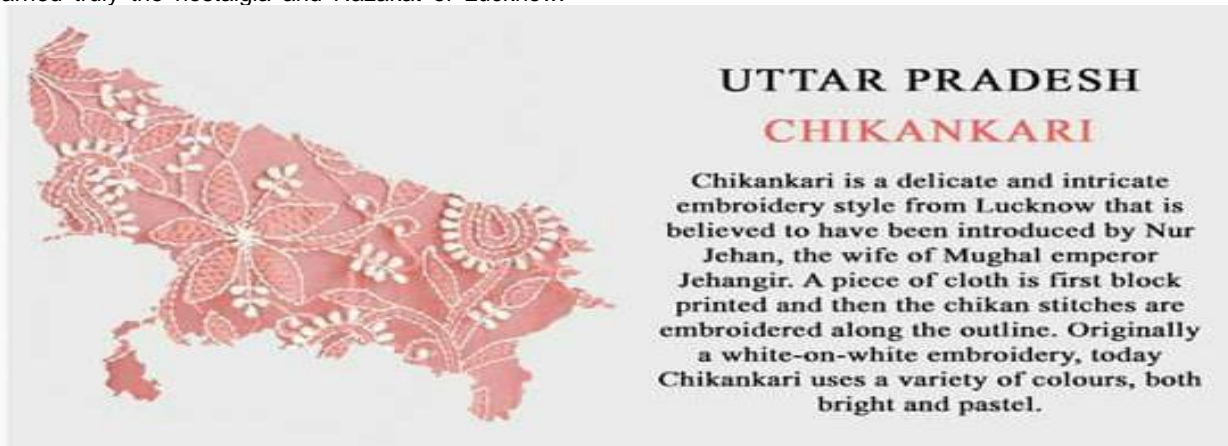 truly the nostalgia and Nazakat of Lucknow.
UTTAR PRADESH
CHIKANKARI
Chikankari is a delicate and intricate
embroidery style from Lucknow that is
believed to have been introduced by Nur
Jehan, the wife of Mughal emperor
Jehangir. A piece of cloth is first block
printed and then the chikan stitches are
embroidered along the outline. Originally
a white-on-white embroidery, today
Chikankari uses a variety of colours, both
bright and pastel.